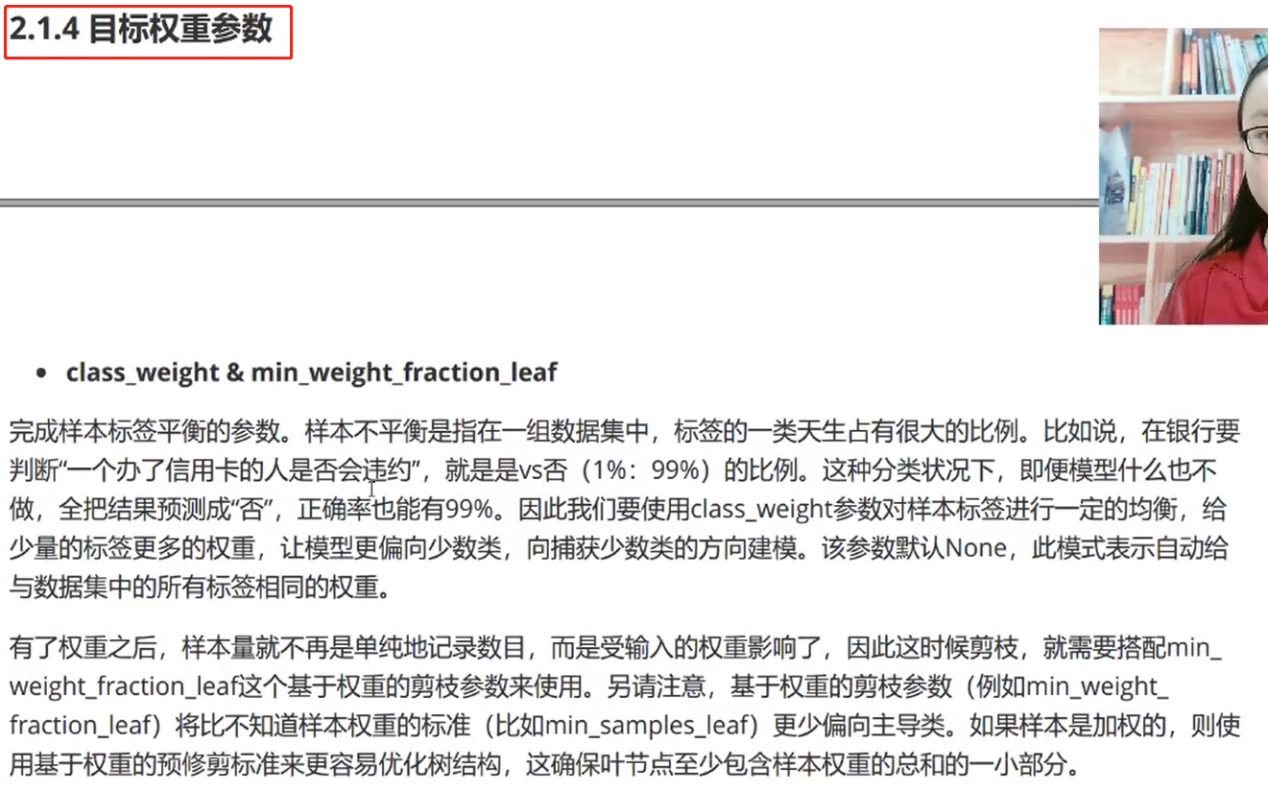 2.1.4 目标权重参数
• class_weight & min_weight_fraction_leaf
完成样本标签平衡的参数。样本不平衡是指在一组数据集中，标签的一类天生占有很大的比例。比如说，在银行要
判断“一个办了信用卡的人是否会违约”，就是是vs否（1%：99%）的比例。这种分类状况下，即便模型什么也不
做，全把结果预测成“否”，正确率也能有99%。因此我们要使用class_weight参数对样本标签进行一定的均衡，给
少量的标签更多的权重，让模型更偏向少数类，向捕获少数类的方向建模。该参数默认None，此模式表示自动给
与数据集中的所有标签相同的权重。
有了权重之后，样本量就不再是单纯地记录数目，而是受输入的权重影响了，因此这时候剪枝，就需要搭配min_
weight_fraction_leaf这个基于权重的剪枝参数来使用。另请注意，基于权重的剪枝参数（例如min_weight_
fraction_leaf）将比不知道样本权重的标准（比如min_samples_leaf）更少偏向主导类。如果样本是加权的，则使
用基于权重的预修剪标准来更容易优化树结构，这确保叶节点至少包含样本权重的总和的一小部分。